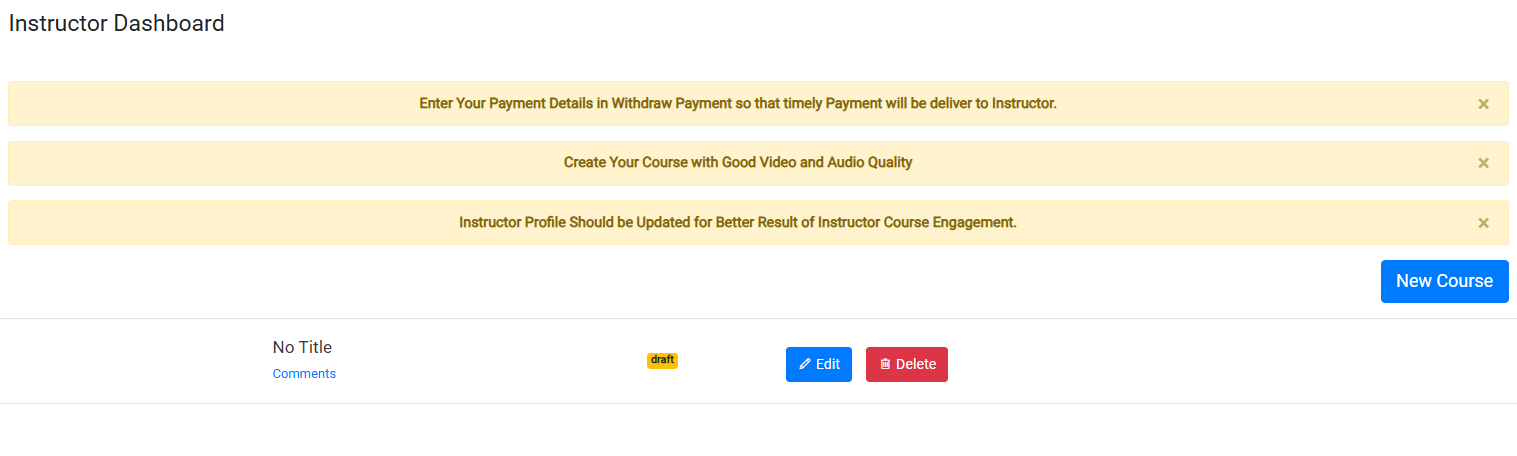 Instructor Dashboard
Enter Your Payment Details in Withdraw Payment so that timely Payment will be deliver to Instructor. ×
Create Your Course with Good Video and Audio Quality ×
Instructor Profile Should be Updated for Better Result of Instructor Course Engagement. ×
New Course
No Title
draft Edit Delete
Comments